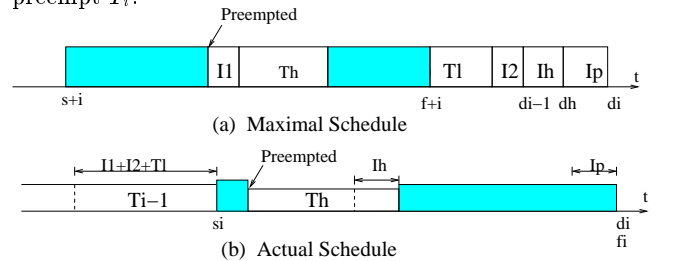 preempt Ti.
Preempted
I1 Th Tl I2 Ih Ip t
s+i f+i di−1 dh di
(a) Maximal Schedule
I1+I2+Tl Preempted Ih Ip
Ti−1 Th t
si di
fi
(b) Actual Schedule